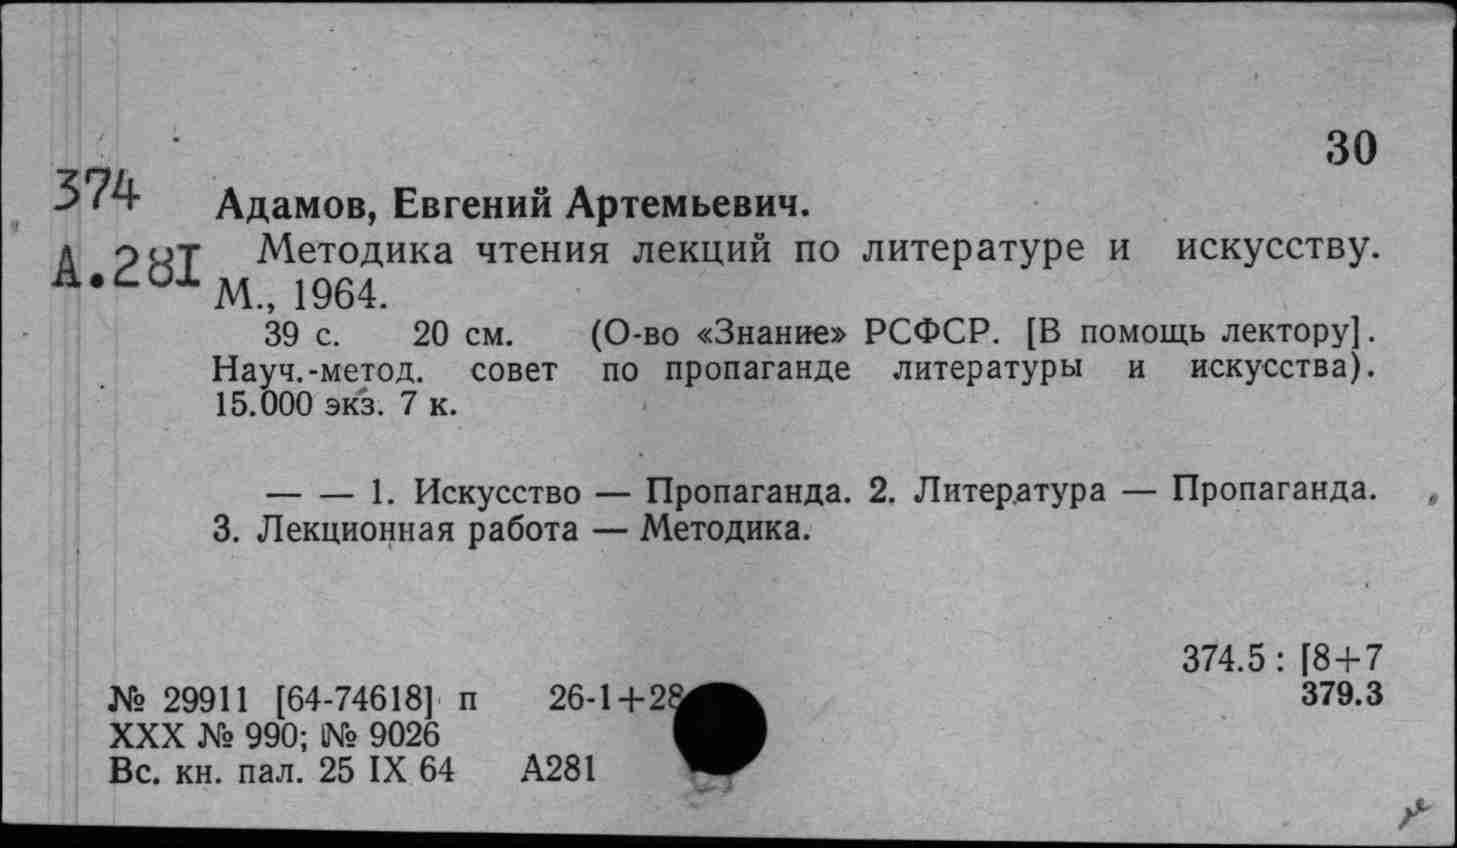 30
374
Адамов, Евгений Артемьевич.
А.28I
Методика чтения лекций по литературе и искусству.
М., 1964.
39 с. 20 см. (О-во «Знание» РСФСР. [В помощь лектору].
Науч.-метод. совет по пропаганде литературы и искусства).
15.000 экз. 7 к.
— — 1. Искусство — Пропаганда. 2. Литература — Пропаганда.
3. Лекционная работа — Методика.
374.5 : [8+7
№ 29911 [64-74618] п 26-1+28
379.3
XXX № 990; № 9026
Вс. кн. пал. 25 IX 64 А281